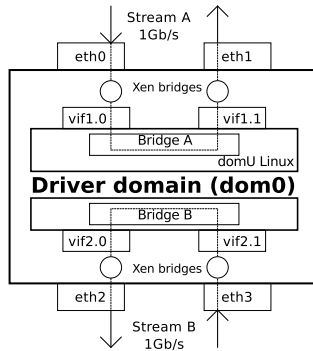 Stream A
1Gb/s
eth0
eth1
Xen bridges
vif1.0
vif1.1
Bridge A
domU Linux
Driver domain (dom0)
Bridge B
vif2.0
vif2.1
Xen bridges
eth2
eth3
Stream B
1Gb/s